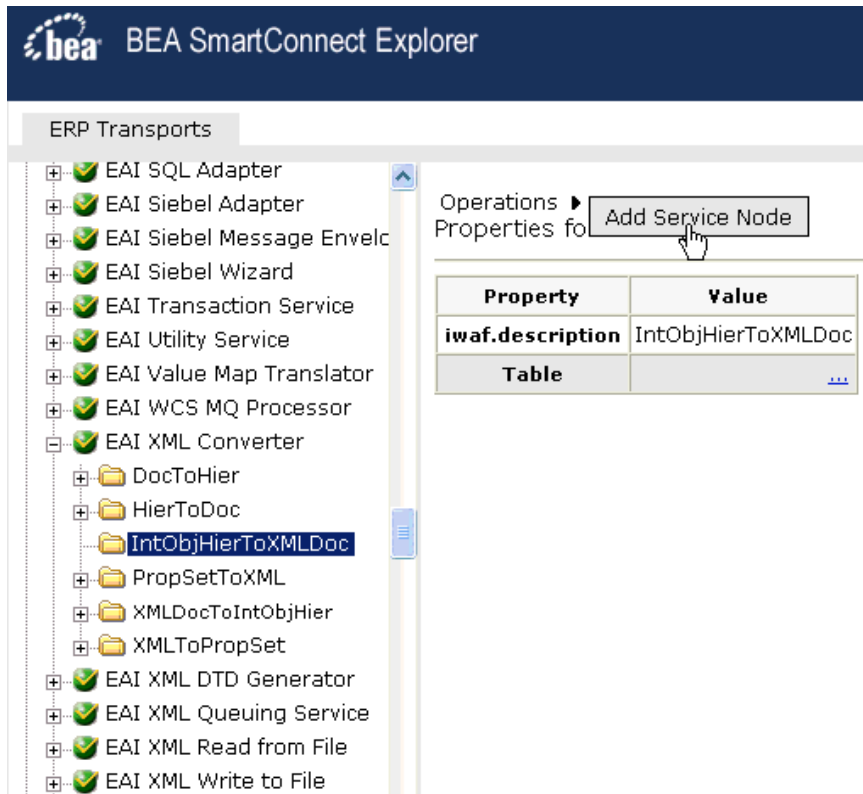 bea BEA SmartConnect Explorer
ERP Transports
EAI SQL Adapter
EAI Siebel Adapter
EAI Siebel Message Envelo
EAI Siebel Wizard
EAI Transaction Service
EAI Utility Service
EAI Value Map Translator
EAI WCS MQ Processor
EAI XML Converter
DocToHier
HierToDoc
IntObjHierToXMLDoc
PropSetToXML
XMLDocToIntObjHier
XMLToPropSet
EAI XML DTD Generator
EAI XML Queuing Service
EAI XML Read from File
EAI XML Write to File
Operations
Add Service Node
Properties fo
Property Value
iwaf.description IntObjHierToXMLDoc
Table ...